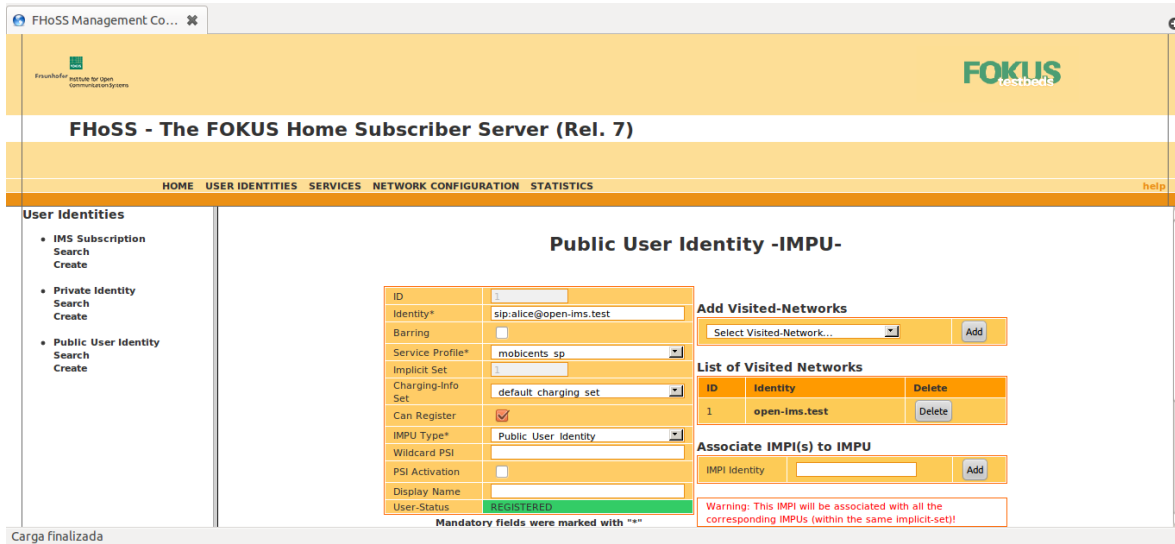 FHoSS Management Co...
Fraunhofer Institute for Open
Communication Systems
FOKUS
testbeds
FHoSS - The FOKUS Home Subscriber Server (Rel. 7)
HOME USER IDENTITIES SERVICES NETWORK CONFIGURATION STATISTICS help
User Identities
IMS Subscription
Search
Create
Private Identity
Search
Create
Public User Identity
Search
Create
Public User Identity -IMPU-
ID 1
Identity* sip:alice@open-ims.test
Barring
Service Profile* mobicents_sp
Implicit Set 1
Charging-Info
Set default_charging_set
Can Register
IMPU Type* Public_User_Identity
Wildcard PSI
PSI Activation
Display Name
User-Status REGISTERED
Mandatory fields were marked with "*"
Add Visited-Networks
Select Visited-Network... Add
List of Visited Networks
ID Identity Delete
1 open-ims.test Delete
Associate IMPI(s) to IMPU
IMPI Identity Add
Warning: This IMPI will be associated with all the
corresponding IMPUs (within the same implicit-set)!
Carga finalizada